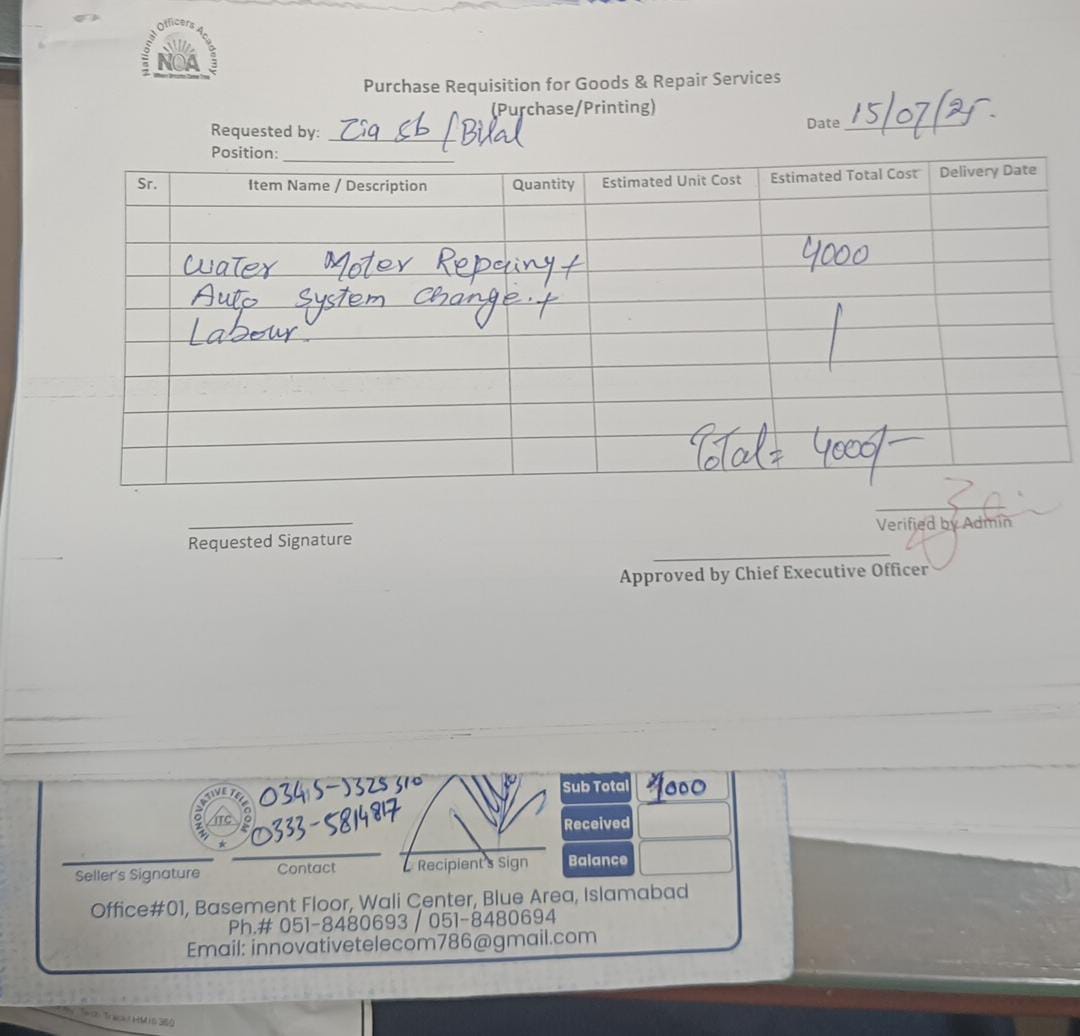 National Officers Academy
NOA
Purchase Requisition for Goods & Repair Services
(Purchase/Printing)
Requested by: Zia sb / Bilal
Date 15/07/25.
Position:
Sr. Item Name / Description Quantity Estimated Unit Cost Estimated Total Cost Delivery Date
Water Moter Repairing + 4000
Auto System change. +
Labour.
Total = 4000/-
Requested Signature
Verified by Admin
Approved by Chief Executive Officer
INNOVATIVE TELECOM
ITC
0333-5814817
Sub Total 4000
Received
Balance
Seller's Signature
Contact
Recipient's Sign
Office#01, Basement Floor, Wali Center, Blue Area, Islamabad
Ph.# 051-8480693 / 051-8480694
Email: innovativetelecom786@gmail.com